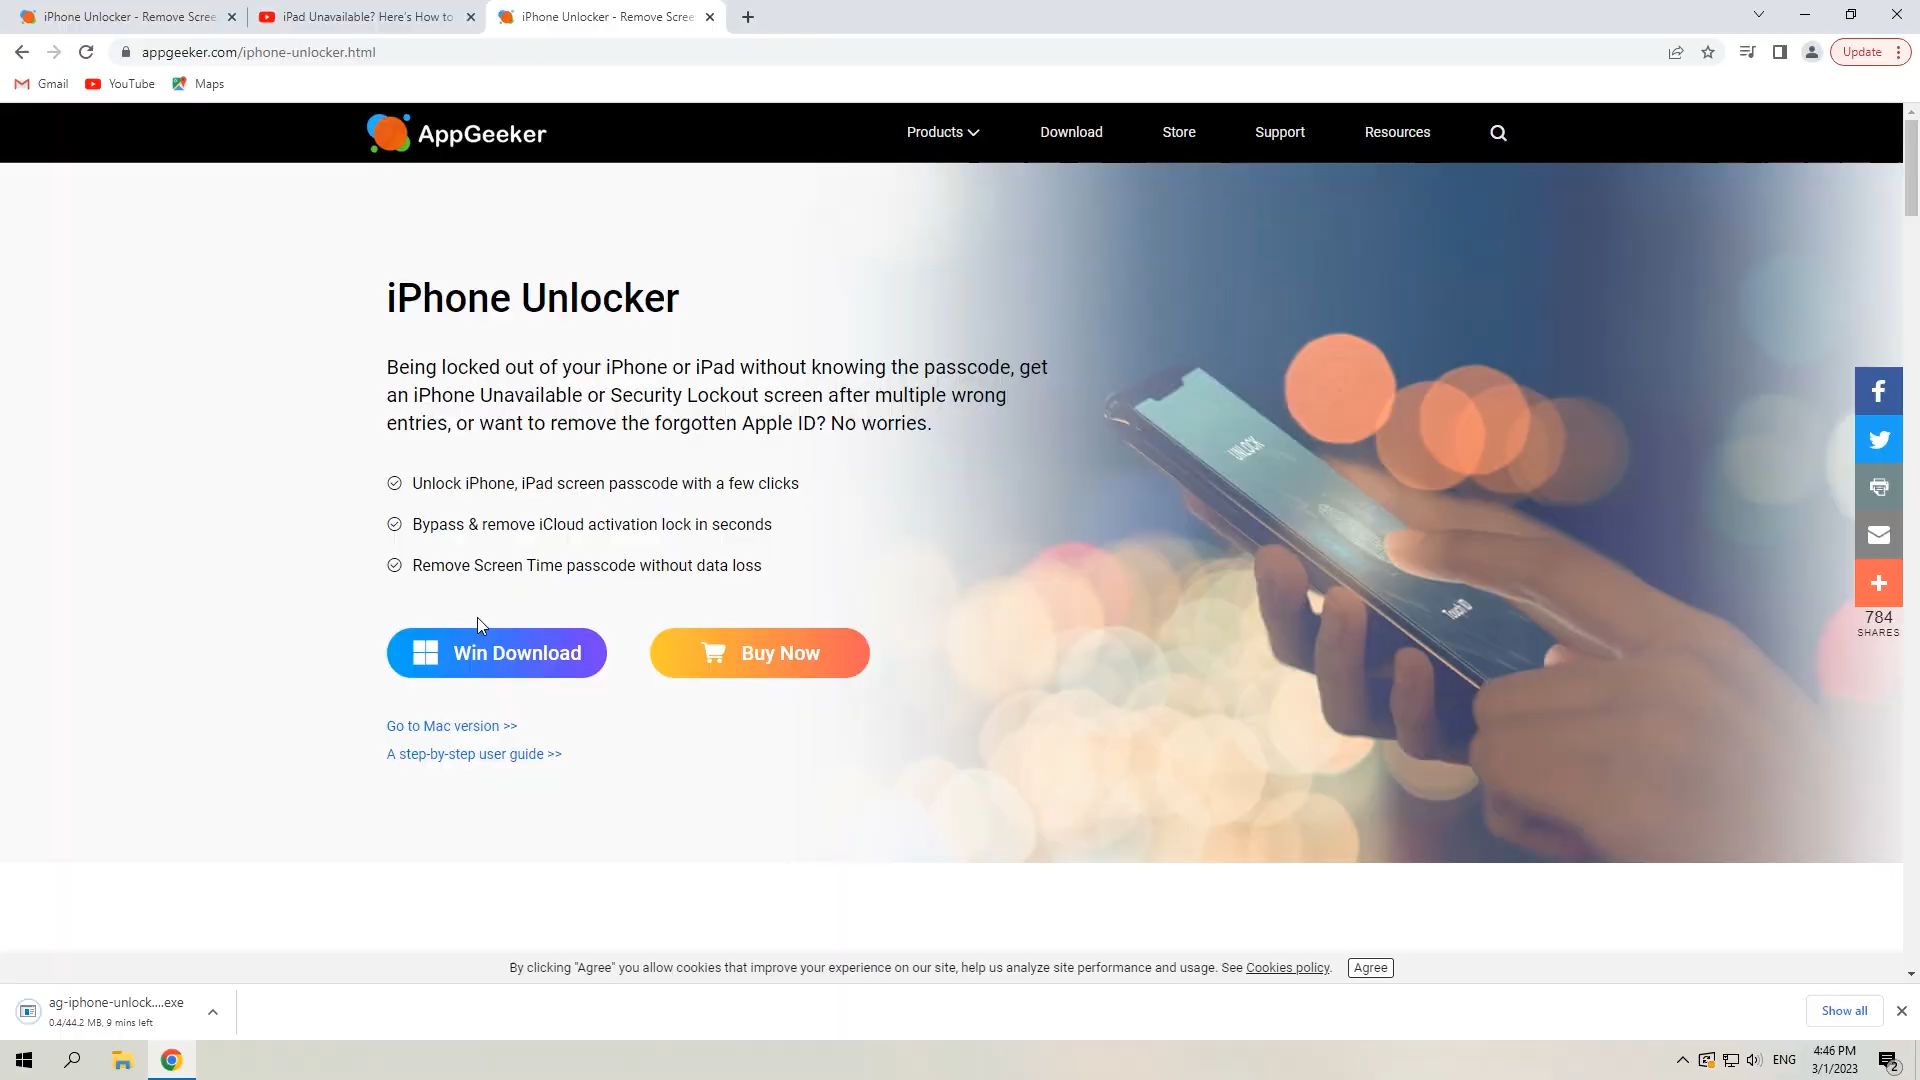 iPhone Unlocker - Remove Scree
iPad Unavailable? Here's How to
iPhone Unlocker - Remove Scree
appgeeker.com/iphone-unlocker.html
Update
Gmail
YouTube
Maps
AppGeeker
Products
Download
Store
Support
Resources
iPhone Unlocker
Being locked out of your iPhone or iPad without knowing the passcode, get
an iPhone Unavailable or Security Lockout screen after multiple wrong
entries, or want to remove the forgotten Apple ID? No worries.
Unlock iPhone, iPad screen passcode with a few clicks
Bypass & remove iCloud activation lock in seconds
Remove Screen Time passcode without data loss
Win Download
Buy Now
Go to Mac version >>
A step-by-step user guide >>
UNLOCK
Touch ID
784
SHARES
By clicking "Agree" you allow cookies that improve your experience on our site, help us analyze site performance and usage. See Cookies policy.
Agree
ag-iphone-unlock....exe
0.4/44.2 MB, 9 mins left
Show all
ENG
4:46 PM
3/1/2023
2